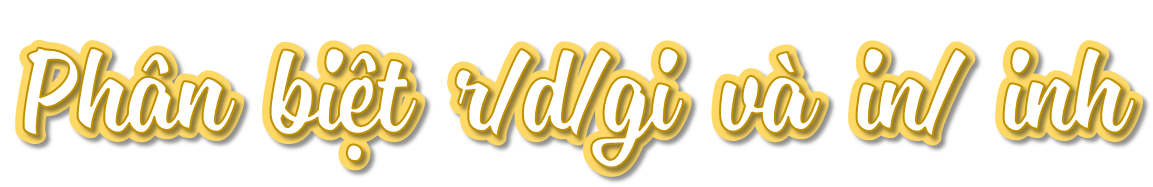 Phân biệt r/d/gi và in/ inh